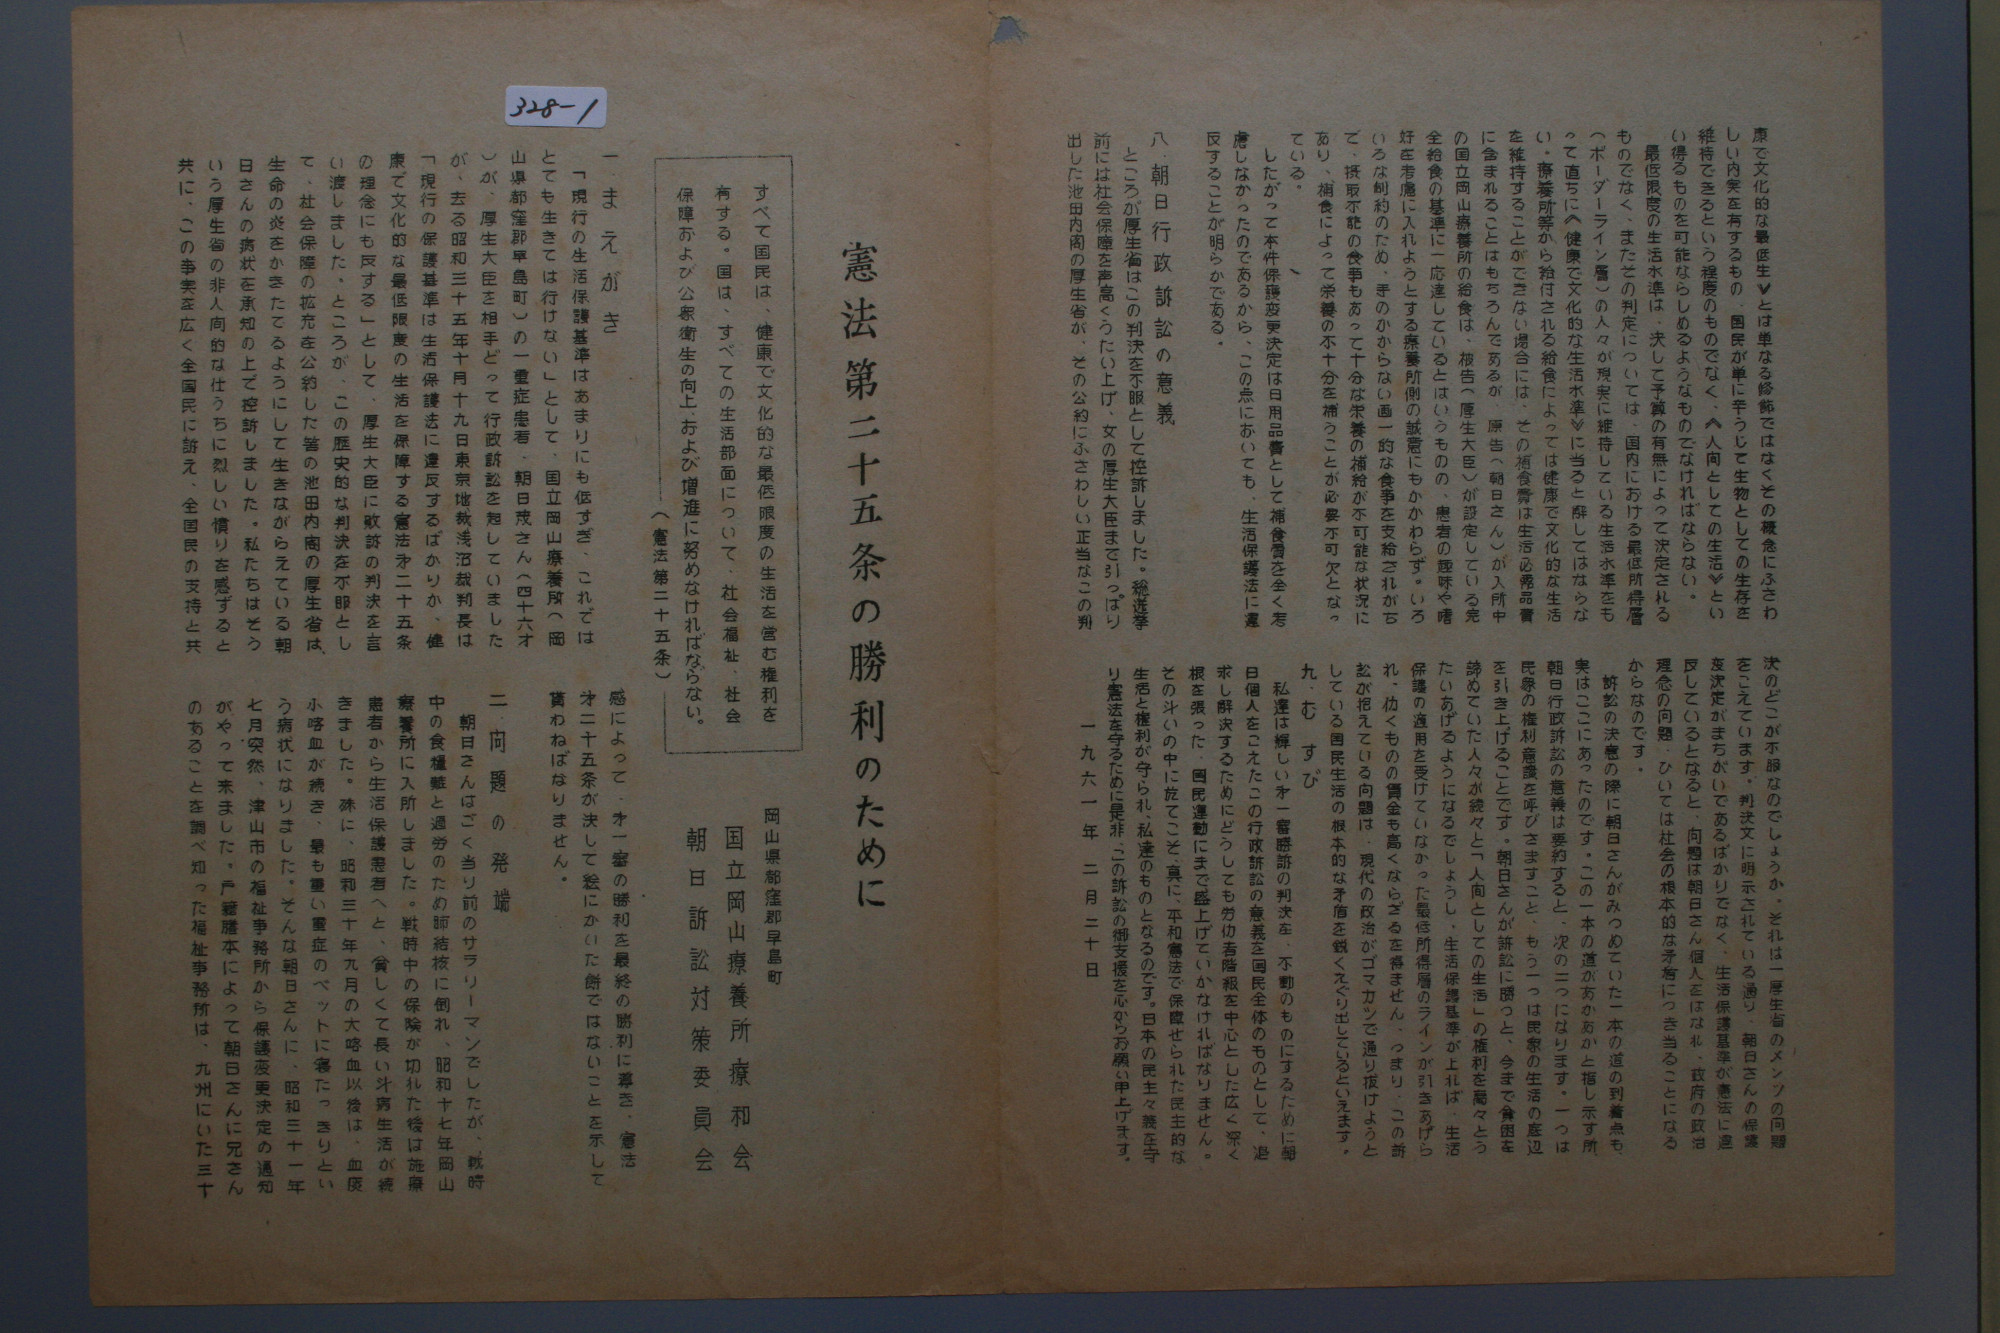 328-1
康で文化的な最低生≫とは単なる修飾ではなくその概念にふさわ
しい内実を有するもの、国民が単に辛うじて生物としての生存を
維持できるという程度のものでなく、≪人间としての生活≫とい
い得るものを可能ならしめるようなものでなければならない。
最低限度の生活水準は、決して予算の有無によって決定される
ものでなく、またその判定については、国内における最低所得層
(ボーダーライン層)の人々が現実に維持している生活水準をも
って直ちに≪健康で文化的な生活水準≫に当ると解してはならな
い。療養所等から給付される給食によっては健康で文化的な生活
を維持することができない場合には、その補食費は生活必需品費
に含まれることはもちろんであるが、原告(朝日さん)が入所中
の国立岡山療養所の給食は、被告(厚生大臣)が設定している完
全給食の基準に一応達しているとはいうものの、患者の趣味や嗜
好を考慮に入れようとする療養所側の誠意にもかかわらず。いろ
いろな制約のため、手のかからない画一的な食事を支給されがち
で、摂取不能の食事もあって十分な栄養の補給が不可能な状況に
あり、補食によって栄養の不十分を補うことが必要不可欠となっ
ている。
したがって本件保護変更決定は日用品費として補食費を全く考
慮しなかったのであるから、この点においても、生活保護法に違
反することが明らかである。
八、朝日行政訴訟の意義
ところが厚生省はこの判決を不服として控訴しました。総選挙
前には社会保障を声高くうたい上げ、女の厚生大臣まで引っぱり
出した池田内閣の厚生省が、その公約にふさわしい正当なこの判
決のどこが不服なのでしょうか。それは一厚生省のメンツの问題
をこえています。判決文に明示されている通り、朝日さんの保護
変決定がまちがいであるばかりでなく、生活保護基準が憲法に違
反しているとなると、问題は朝日さん個人をはなれ、政府の政治
理念の问題、ひいては社会の根本的な矛盾につき当ることになる
からなのです。
訴訟の決意の際に朝日さんがみつめていた一本の道の到着点も、
実はここにあったのです。この一本の道があかあかと指し示す所
朝日行政訴訟の意義は要約すると、次の二つになります。一つは
民衆の権利意識を呼びさますこと、もう一つは民衆の生活の底辺
を引き上げることです。朝日さんが訴訟に勝っと、今まで貧困を
諦めていた人々が続々と「人间としての生活」の権利を高々とう
たいあげるようになるでしょうし、生活保護基準が上れば、生活
保護の適用を受けていなかった最低所得層のラインが引きあげら
れ、仂くものの賃金も高くならざるを得ません。つまり、この訴
訟が抱えている问題は、現代の政治がゴマカシで通り抜けようと
している国民生活の根本的な矛盾を鋭くえぐり出しているといえます。
九、むすび
私達は輝しい才一審勝訴の判決を、不動のものにするために朝
日個人をこえたこの行政訴訟の意義を国民全体のものとして、追
求し解決するためにどうしても労仂者階級を中心とした広く深く
根を張った、国民運動にまで盛上げていかなければなりません。
その斗いの中に於てこそ、真に、平和憲法で保障せられた民主的な
生活と権利が守られ、私達のものとなるのです。日本の民主々義を守
り憲法を守るために是非、この訴訟の御支援を心からお願い申上げます。
一九六一年 二月二十日
憲法第二十五条の勝利のために
すべて国民は、健康で文化的な最低限度の生活を営む権利を
有する。国は、すべての生活部面について、社会福祉、社会
保障および公衆衛生の向上、および増進に努めなければならない。
(憲法第二十五条)
岡山県都窪郡早島町
国立岡山療養所療和会
朝日訴訟対策委員会
一、まえがき
「現行の生活保護基準はあまりにも低すぎ、これでは
とても生きては行けない」として、国立岡山療養所(岡
山県都窪郡早島町)の一重症患者・朝日茂さん(四十六才
)が、厚生大臣を相手どって行政訴訟を起していました
が、去る昭和三十五年十月十九日東京地裁浅沼裁判長は
「現行の保護基準は生活保護法に違反するばかりか、健
康で文化的な最低限度の生活を保障する憲法才二十五条
の理念にも反する」として、厚生大臣に敗訴の判決を言
い渡しました。ところが、この歴史的な判決を不服とし
て、社会保障の拡充を公約した筈の池田内閣の厚生省は、
生命の炎をかきたてるようにして生きながらえている朝
日さんの病状を承知の上で控訴しました。私たちはそう
いう厚生省の非人间的な仕うちに烈しい憤りを感ずると
共に、この事実を広く全国民に訴え、全国民の支持と共
感によって、才一審の勝利を最終の勝利に導き、憲法
才二十五条が決して絵にかいた餅ではないことを示して
貰わねばなりません。
二、问題の発端
朝日さんはごく当り前のサラリーマンでしたが、戦時
中の食糧難と過労のため肺結核に倒れ、昭和十七年岡山
療養所に入所しました。戦時中の保険が切れた後は施療
患者から生活保護患者へと、貧しくて長い斗病生活が続
きました。殊に、昭和三十年九月の大喀血以後は、血痰
小喀血が続き、最も重い重症のベットに寝たっきりとい
う病状になりました。そんな朝日さんに、昭和三十一年
七月突然、津山市の福祉事務所から保護変更決定の通知
がやって来ました。戸籍謄本によって朝日さんに兄さん
のあることを調べ知った福祉事務所は、九州にいた三十